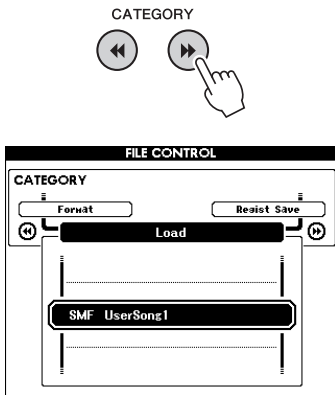 CATEGORY
FILE CONTROL
CATEGORY
Format
Regist Save
Load
SMF UserSong1